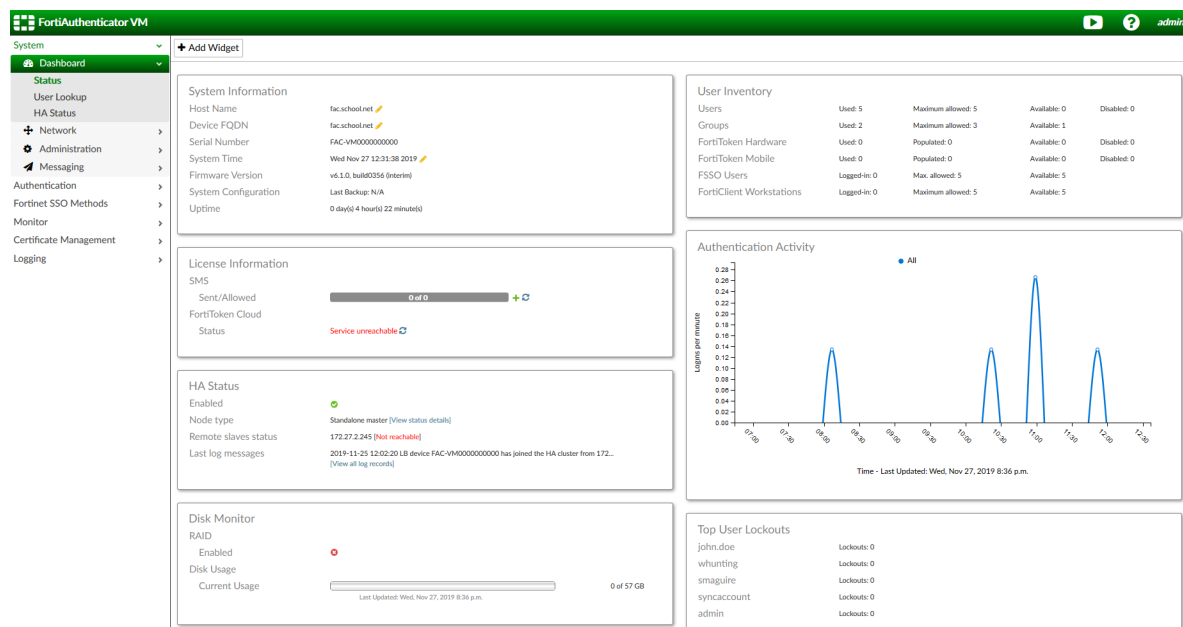 FortiAuthenticator VM
admin
System
Dashboard
Status
User Lookup
HA Status
Network
Administration
Messaging
Authentication
Fortinet SSO Methods
Monitor
Certificate Management
Logging
+ Add Widget
System Information
Host Name fac.school.net
Device FQDN fac.school.net
Serial Number FAC-VM0000000000
System Time Wed Nov 27 12:31:38 2019
Firmware Version v6.1.0, build0356 (interim)
System Configuration Last Backup: N/A
Uptime 0 day(s) 4 hour(s) 22 minute(s)
License Information
SMS
Sent/Allowed 0 of 0
FortiToken Cloud
Status Service unreachable
HA Status
Enabled
Node type Standalone master [View status details]
Remote slaves status 172.27.2.245 [Not reachable]
Last log messages 2019-11-25 12:02:20 LB device FAC-VM0000000000 has joined the HA cluster from 172...
[View all log records]
Disk Monitor
RAID
Enabled
Disk Usage
Current Usage 0 of 57 GB
Last Updated: Wed, Nov 27, 2019 8:36 p.m.
User Inventory
Users Used: 5 Maximum allowed: 5 Available: 0 Disabled: 0
Groups Used: 2 Maximum allowed: 3 Available: 1
FortiToken Hardware Used: 0 Populated: 0 Available: 0 Disabled: 0
FortiToken Mobile Used: 0 Populated: 0 Available: 0 Disabled: 0
FSSO Users Logged-in: 0 Max. allowed: 5 Available: 5
FortiClient Workstations Logged-in: 0 Maximum allowed: 5 Available: 5
Authentication Activity
All
0.28
0.26
0.24
0.22
0.20
0.18
0.16
0.14
0.12
0.10
0.08
0.06
0.04
0.02
0.00
Logins per minute
07:00 07:30 08:00 08:30 09:00 09:30 10:00 10:30 11:00 11:30 12:00 12:30
Time - Last Updated: Wed, Nov 27, 2019 8:36 p.m.
Top User Lockouts
john.doe Lockouts: 0
whunting Lockouts: 0
smaguire Lockouts: 0
syncaccount Lockouts: 0
admin Lockouts: 0